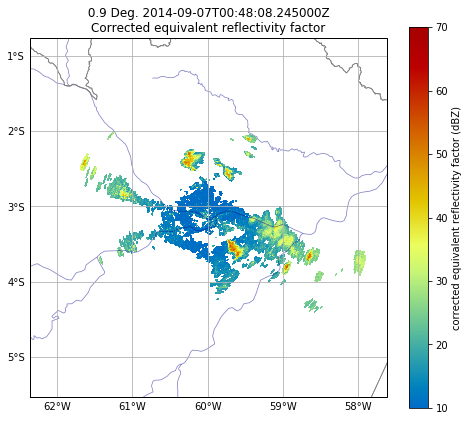 0.9 Deg. 2014-09-07T00:48:08.245000Z
Corrected equivalent reflectivity factor
1°S
2°S
3°S
4°S
5°S
62°W 61°W 60°W 59°W 58°W
70
60
50
40
30
20
10
corrected equivalent reflectivity factor (dBZ)